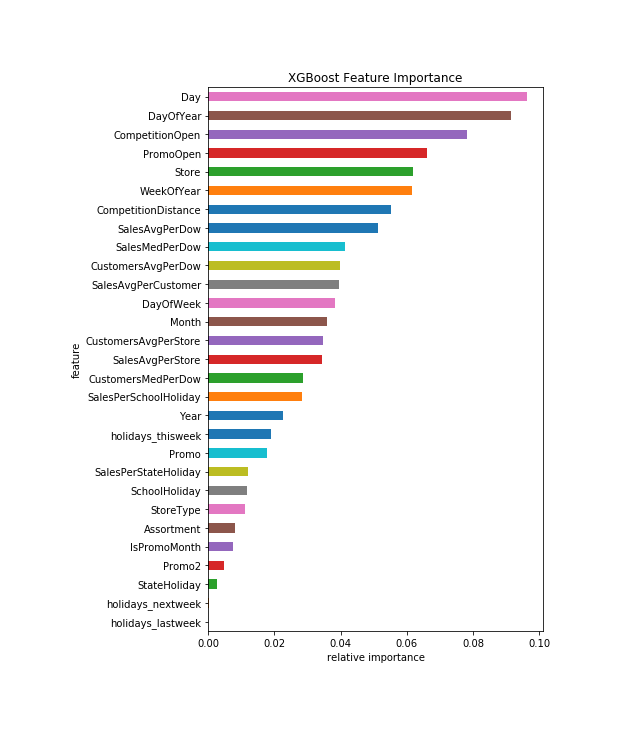 XGBoost Feature Importance
Day
DayOfYear
CompetitionOpen
PromoOpen
Store
WeekOfYear
CompetitionDistance
SalesAvgPerDow
SalesMedPerDow
CustomersAvgPerDow
SalesAvgPerCustomer
DayOfWeek
Month
CustomersAvgPerStore
SalesAvgPerStore
CustomersMedPerDow
SalesPerSchoolHoliday
Year
holidays_thisweek
Promo
SalesPerStateHoliday
SchoolHoliday
StoreType
Assortment
IsPromoMonth
Promo2
StateHoliday
holidays_nextweek
holidays_lastweek
feature
0.00 0.02 0.04 0.06 0.08 0.10
relative importance